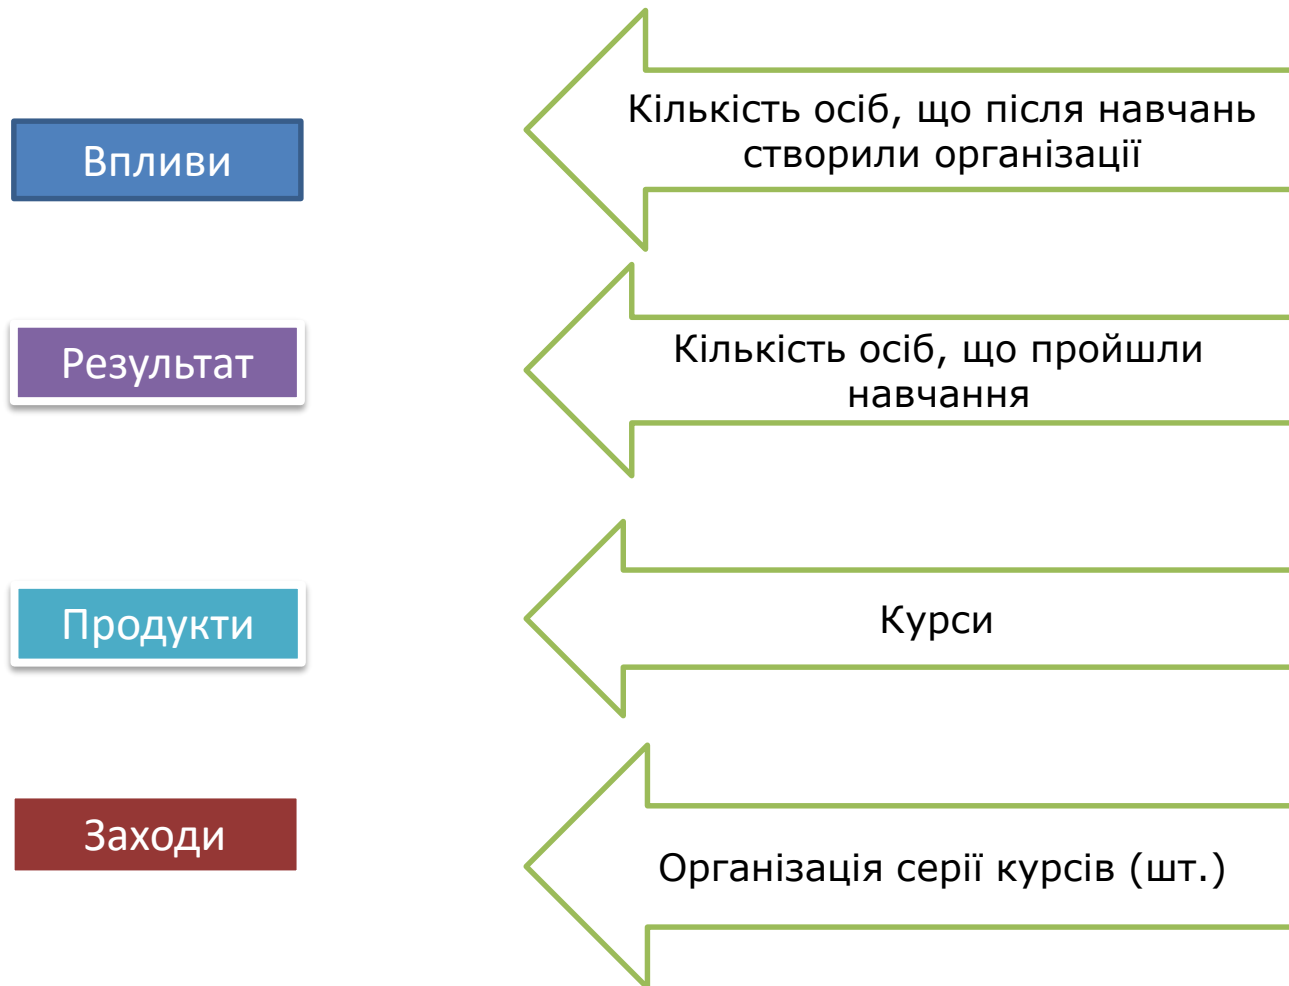 Впливи
Кількість осіб, що після навчань
створили організації
Результат
Кількість осіб, що пройшли
навчання
Продукти
Курси
Заходи
Організація серії курсів (шт.)